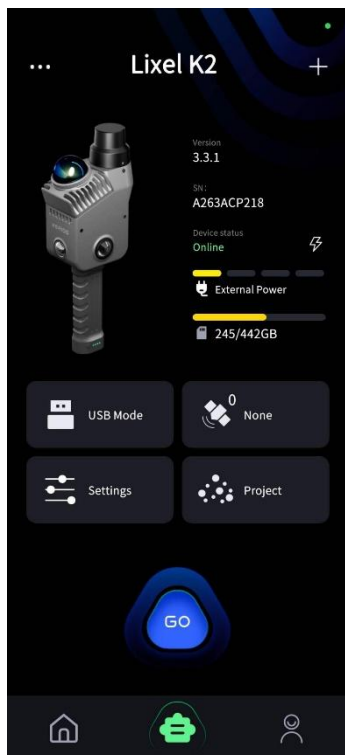 Lixel K2
Version
3.3.1
SN:
A263ACP218
Device status
Online
External Power
245/442GB
USB Mode
0
None
Settings
Project
GO